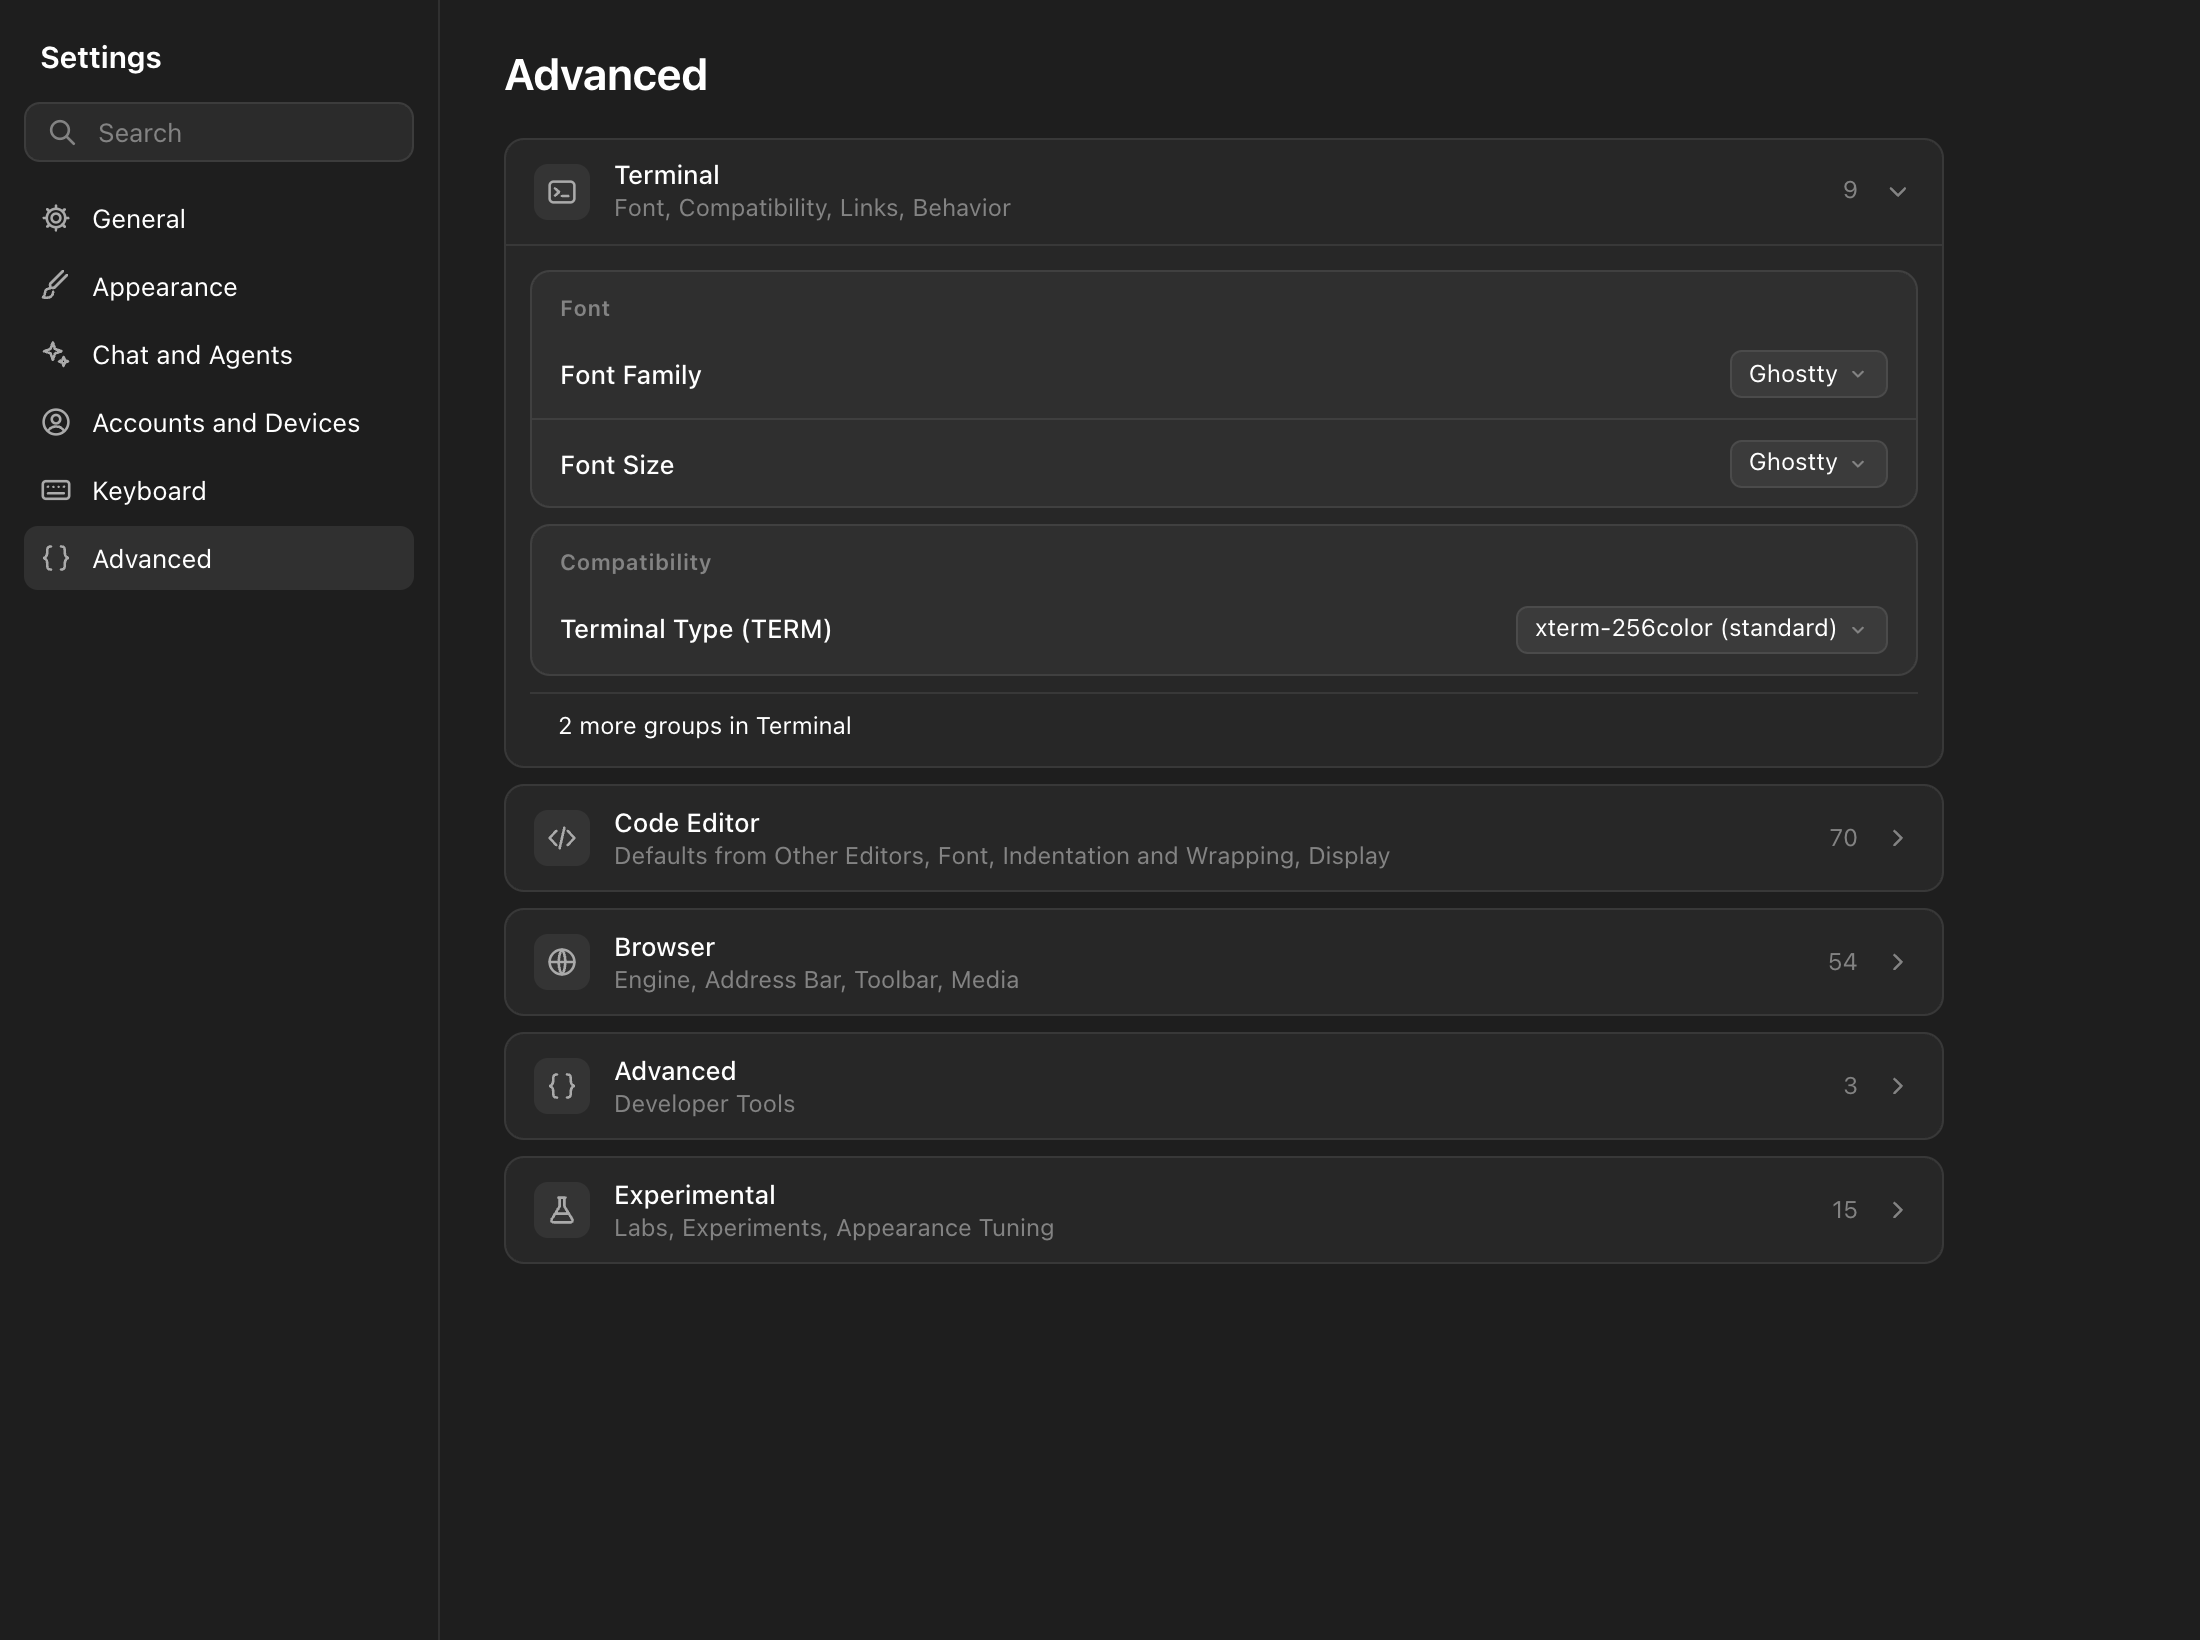 Settings
Search
General
Appearance
Chat and Agents
Accounts and Devices
Keyboard
Advanced
Advanced
Terminal
Font, Compatibility, Links, Behavior
9
Font
Font Family
Ghostty
Font Size
Ghostty
Compatibility
Terminal Type (TERM)
xterm-256color (standard)
2 more groups in Terminal
Code Editor
Defaults from Other Editors, Font, Indentation and Wrapping, Display
70
Browser
Engine, Address Bar, Toolbar, Media
54
Advanced
Developer Tools
3
Experimental
Labs, Experiments, Appearance Tuning
15